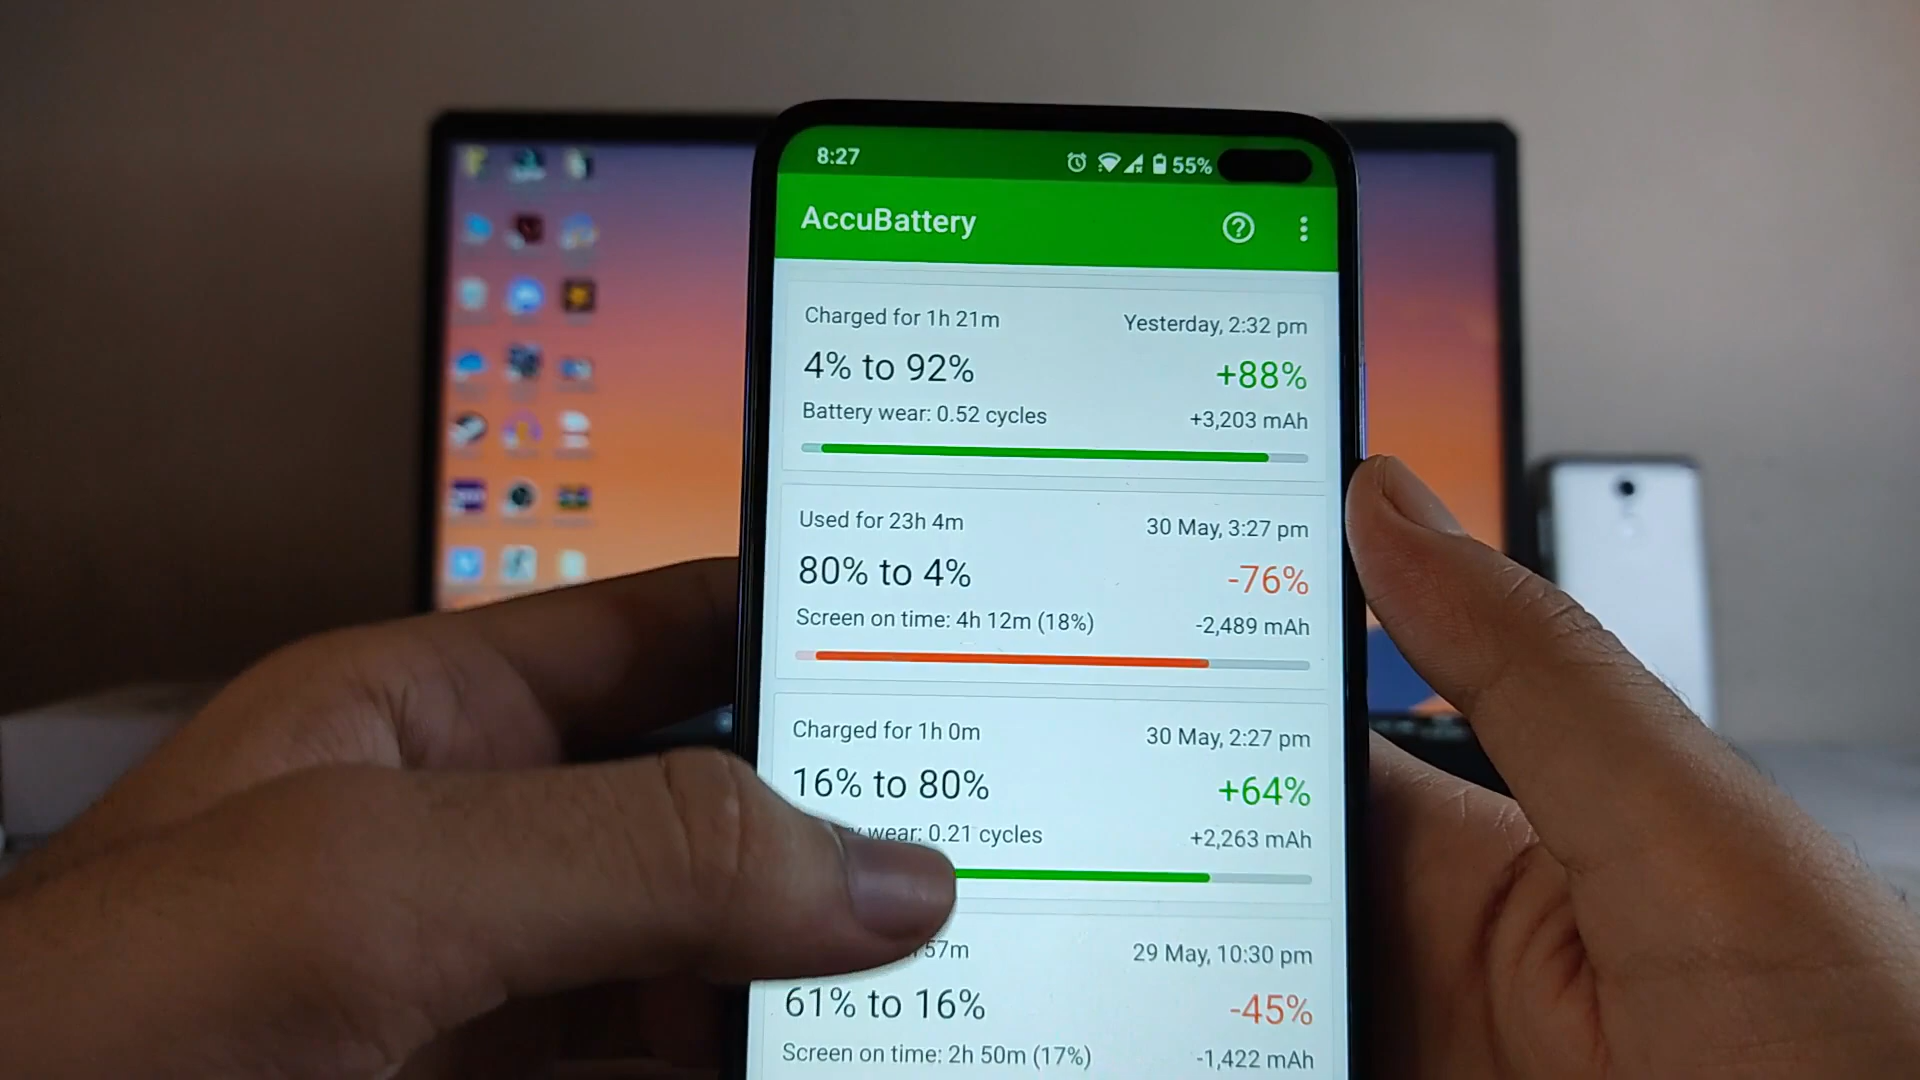 8:27 55%
AccuBattery
Charged for 1h 21m Yesterday, 2:32 pm
4% to 92% +88%
Battery wear: 0.52 cycles +3,203 mAh
Used for 23h 4m 30 May, 3:27 pm
80% to 4% -76%
Screen on time: 4h 12m (18%) -2,489 mAh
Charged for 1h 0m 30 May, 2:27 pm
16% to 80% +64%
wear: 0.21 cycles +2,263 mAh
57m 29 May, 10:30 pm
61% to 16% -45%
Screen on time: 2h 50m (17%) -1,422 mAh